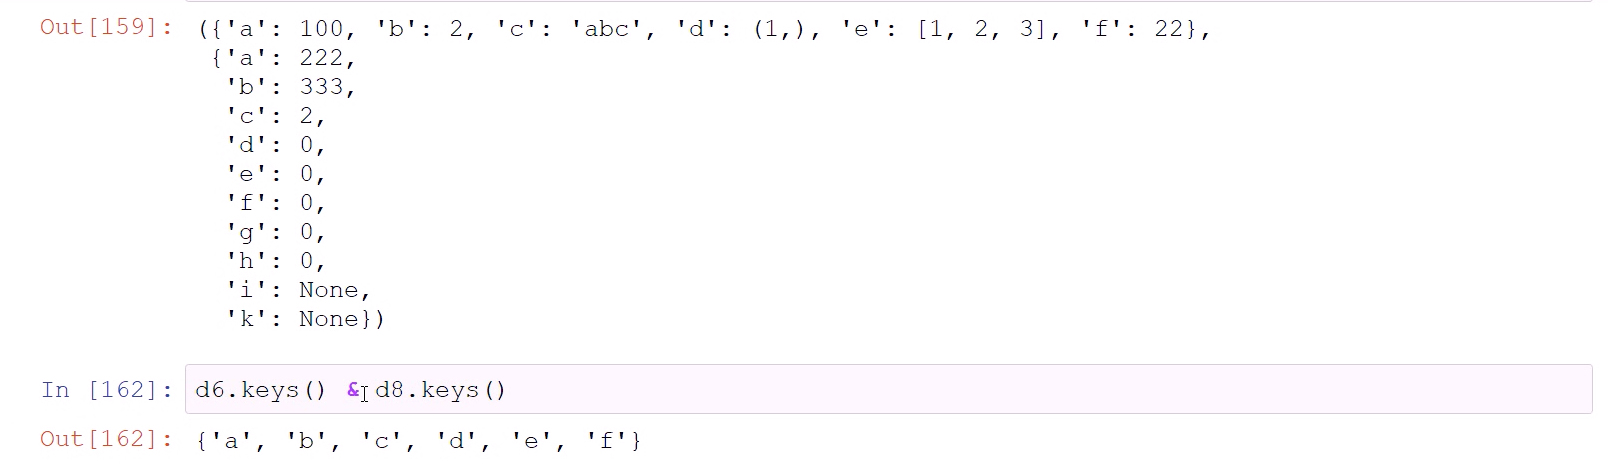 Out[159]: ({'a': 100, 'b': 2, 'c': 'abc', 'd': (1,), 'e': [1, 2, 3], 'f': 22},
{'a': 222,
'b': 333,
'c': 2,
'd': 0,
'e': 0,
'f': 0,
'g': 0,
'h': 0,
'i': None,
'k': None})
In [162]: d6.keys() & d8.keys()
Out[162]: {'a', 'b', 'c', 'd', 'e', 'f'}